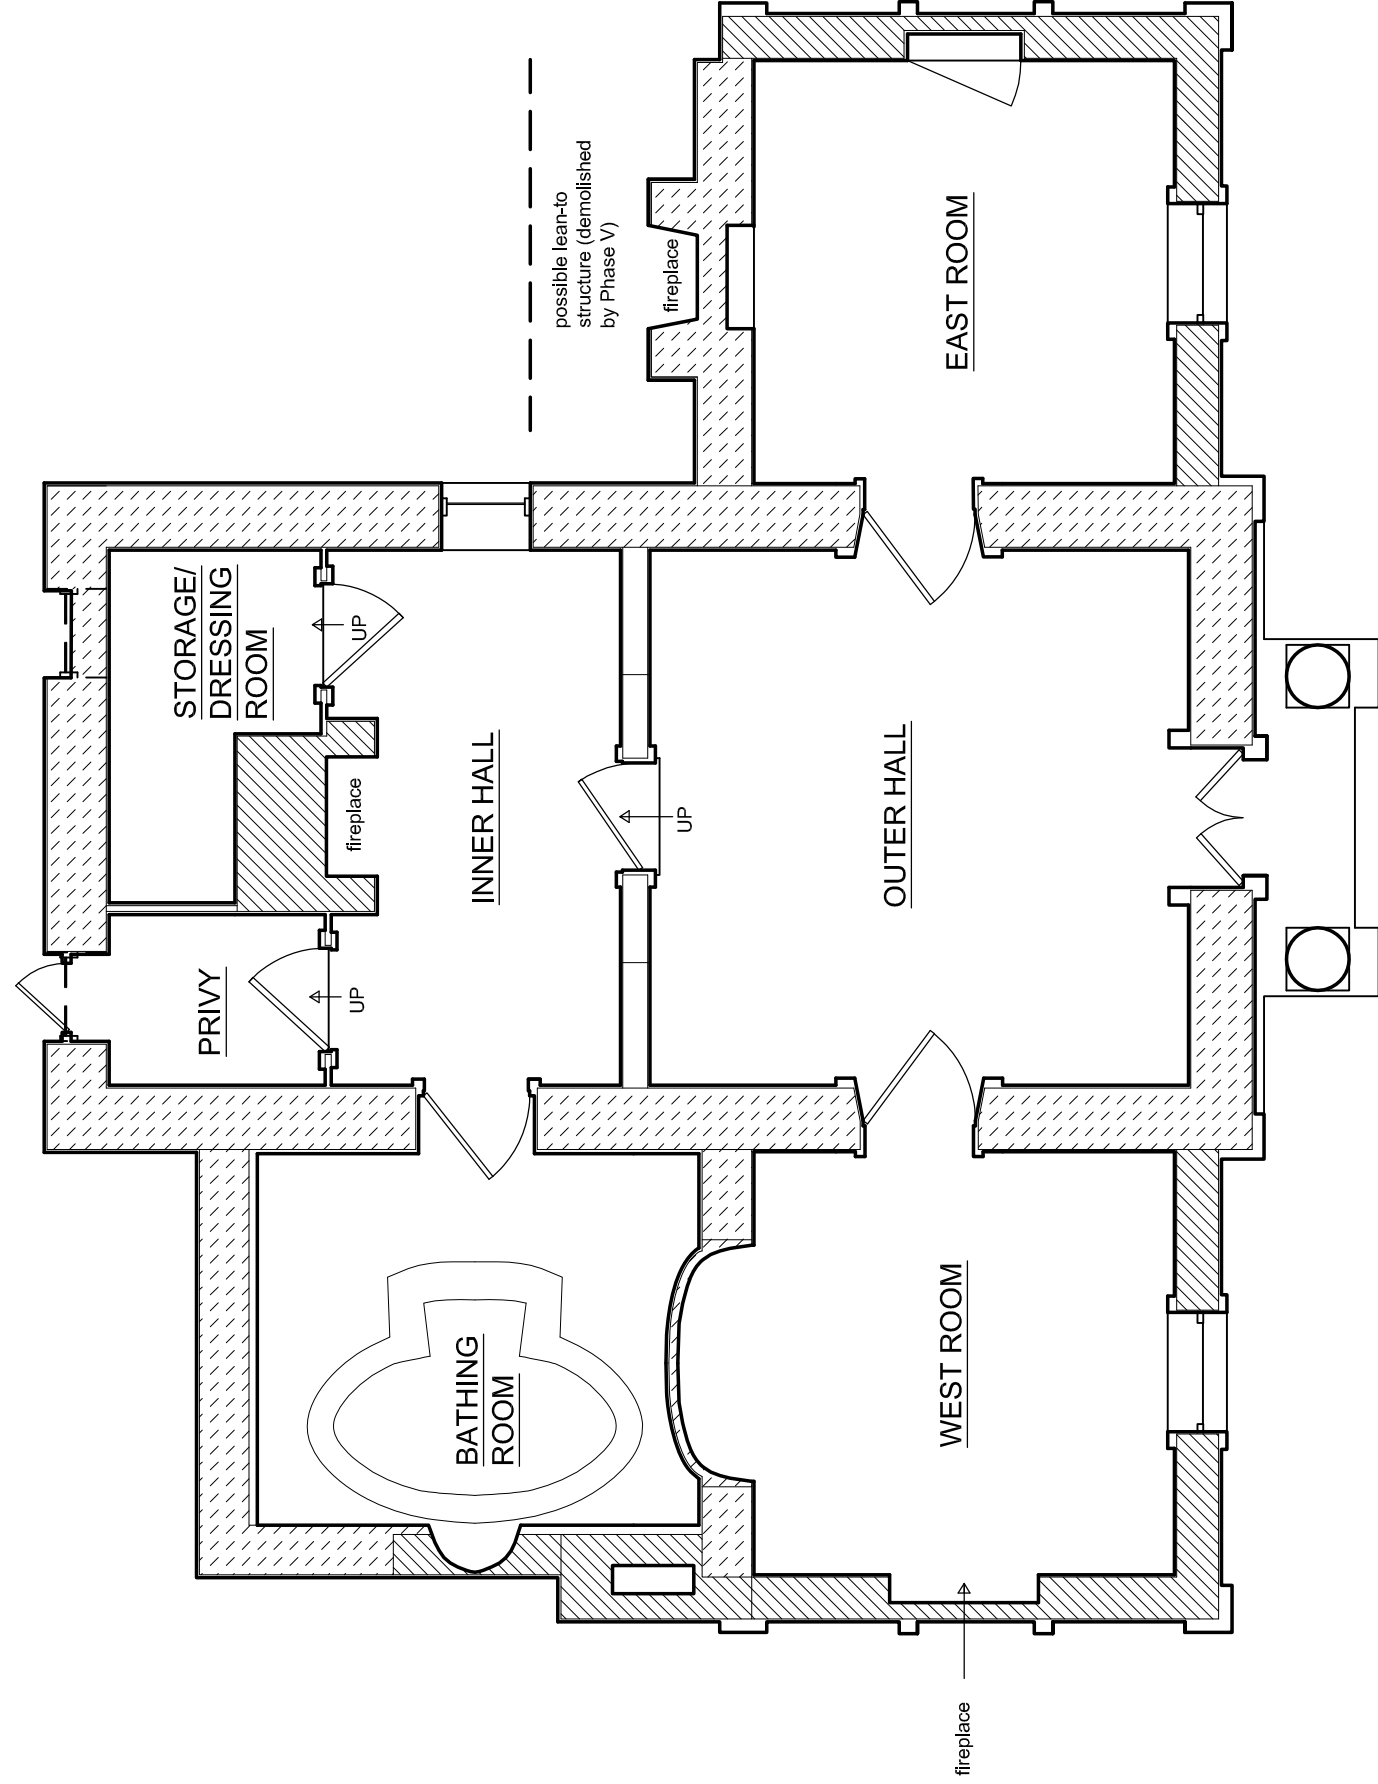 STORAGE/
DRESSING
ROOM
UP
PRIVY
UP
fireplace
INNER HALL
UP
OUTER HALL
possible lean-to
structure (demolished
by Phase V)
fireplace
EAST ROOM
BATHING
ROOM
WEST ROOM
fireplace